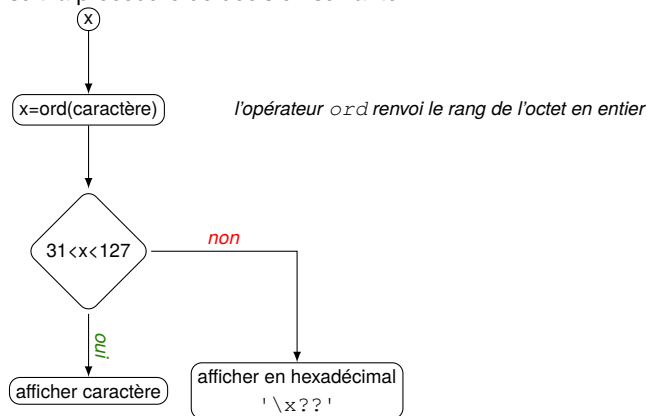 x
x=ord(caractère)
l'opérateur ord renvoi le rang de l'octet en entier
31<x<127
non
oui
afficher caractère
afficher en hexadécimal
'\x??'